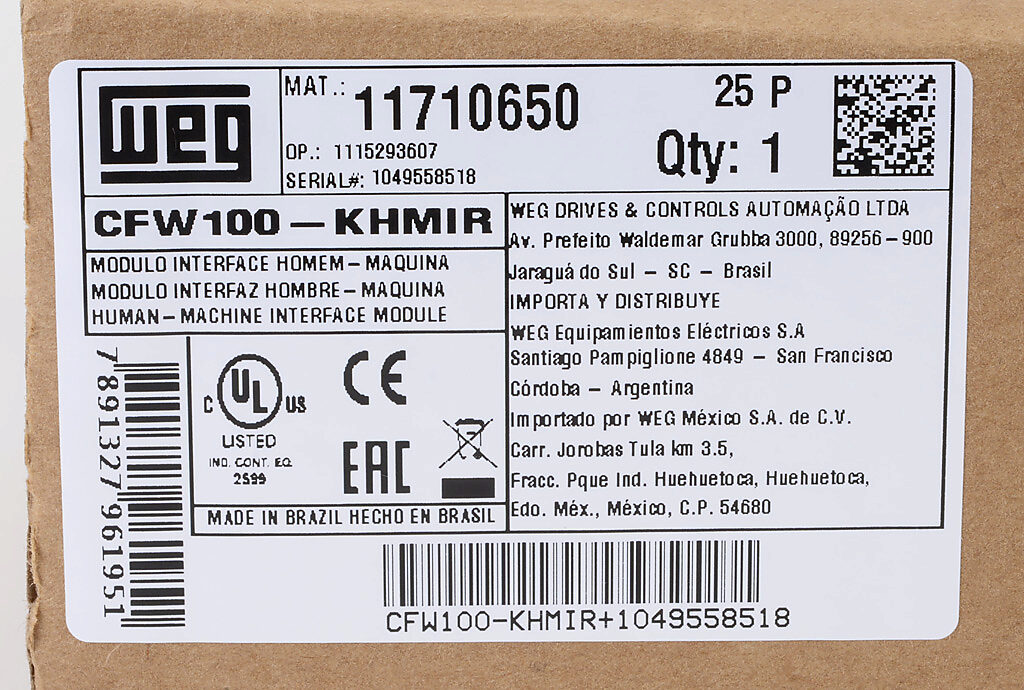 weg
MAT.: 11710650
25 P
Qty: 1
OP.: 1115293607
SERIAL#: 1049558518
CFW100-KHMIR
MODULO INTERFACE HOMEM-MAQUINA
MODULO INTERFAZ HOMBRE-MAQUINA
HUMAN-MACHINE INTERFACE MODULE
WEG DRIVES & CONTROLS AUTOMAÇÃO LTDA
Av. Prefeito Waldemar Grubba 3000, 89256-900
Jaraguá do Sul - SC - Brasil
IMPORTA Y DISTRIBUYE
WEG Equipamientos Eléctricos S.A
Santiago Pampiglione 4849 - San Francisco
Córdoba - Argentina
Importado por WEG México S.A. de C.V.
Carr. Jorobas Tula km 3.5,
Fracc. Pque Ind. Huehuetoca, Huehuetoca,
Edo. Méx., México, C.P. 54680
7891327961951
C UL US
LISTED
IND. CONT. EQ.
2S99
CE
EAC
MADE IN BRAZIL HECHO EN BRASIL
CFW100-KHMIR+1049558518